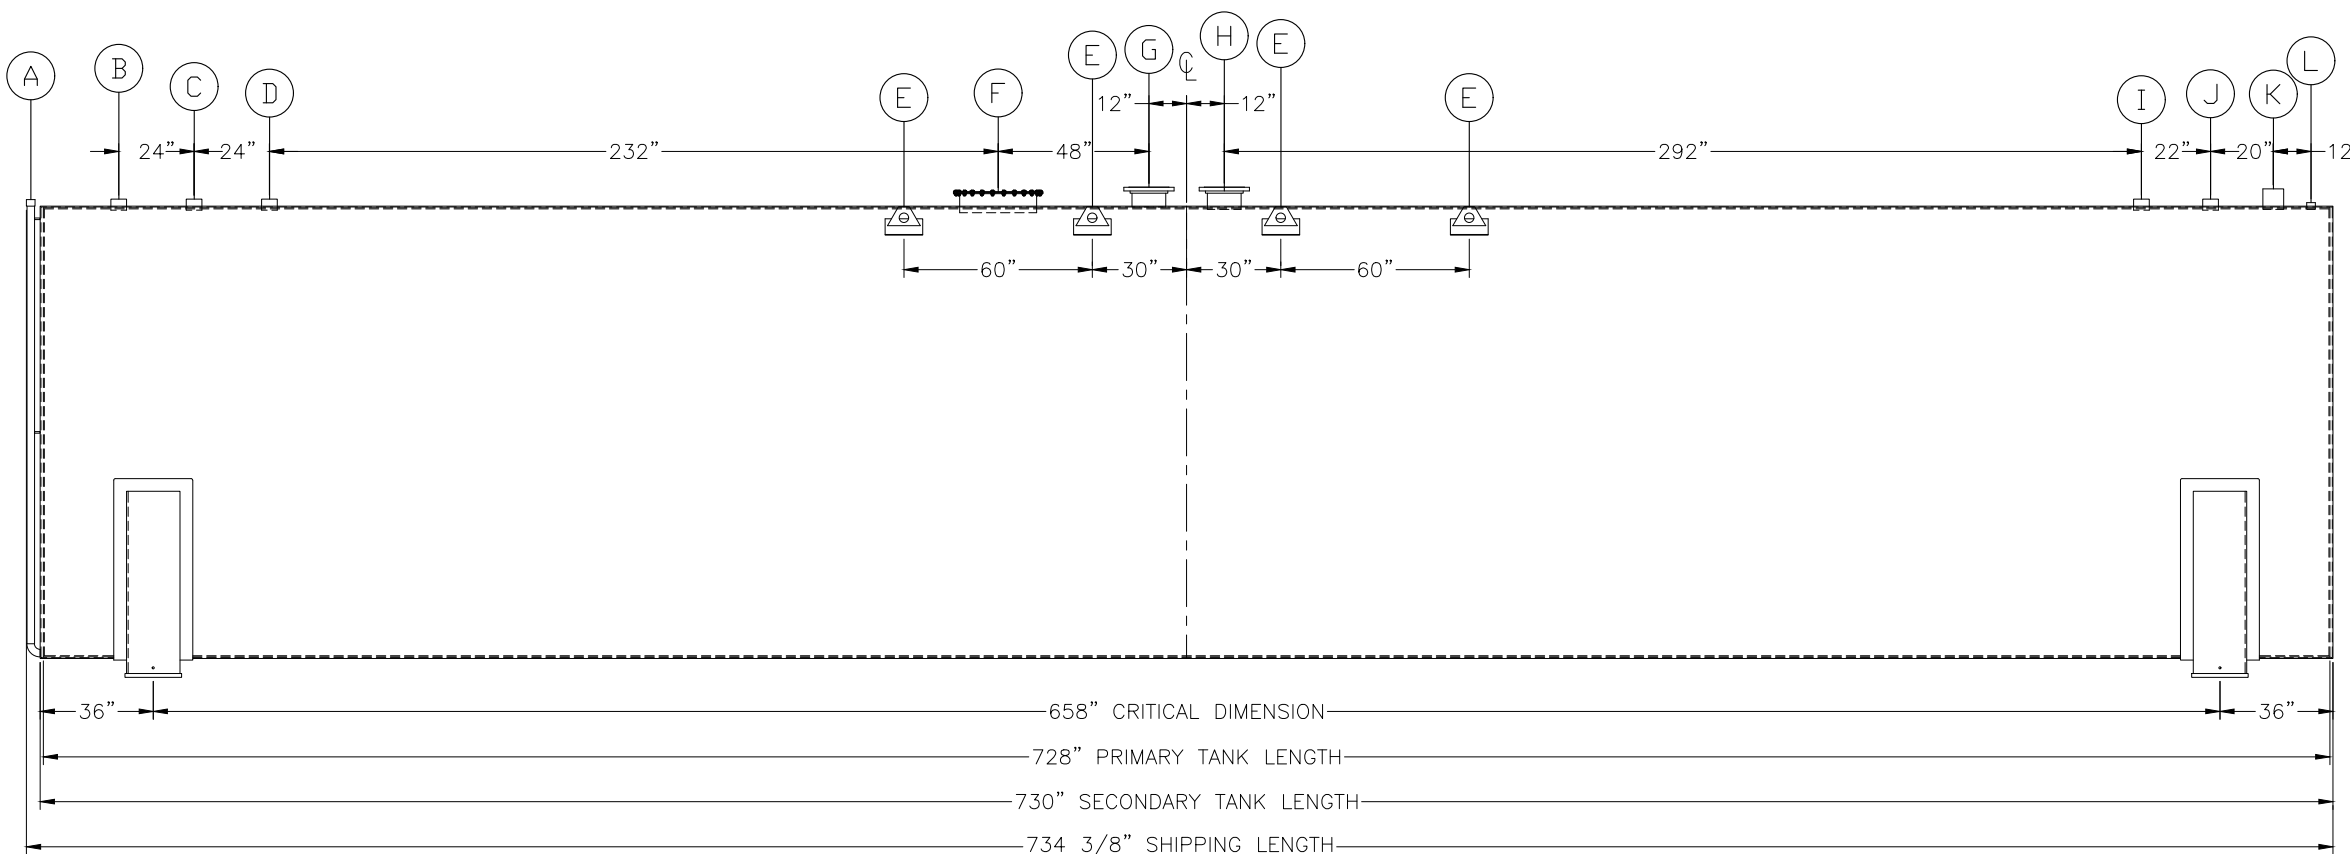 A B C D E F E G ℄ H E E I J K L
12" 12"
24" 24" 232" 48" 292" 22" 20" 12
60" 30" 30" 60"
36" 658" CRITICAL DIMENSION 36"
728" PRIMARY TANK LENGTH
730" SECONDARY TANK LENGTH
734 3/8" SHIPPING LENGTH